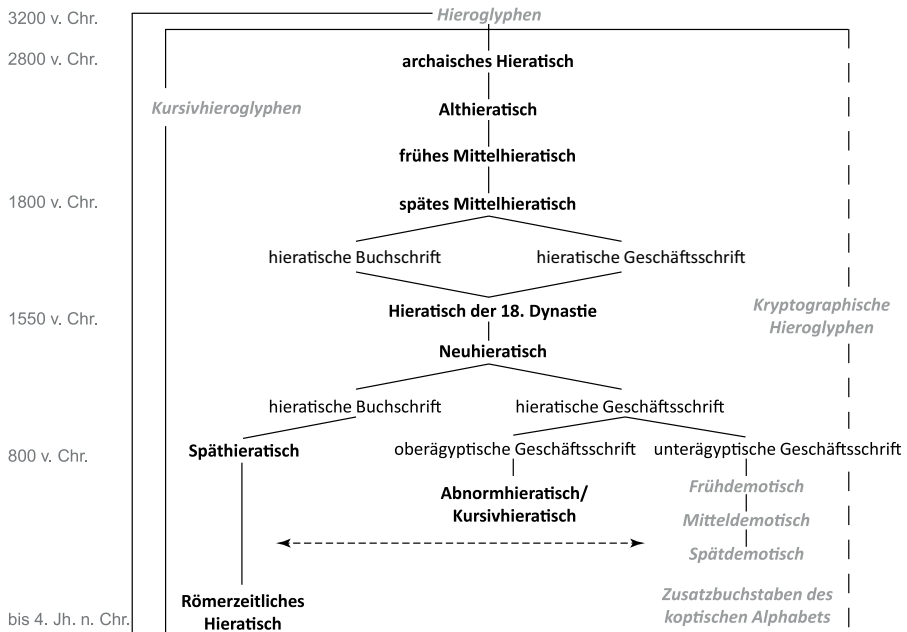 3200 v. Chr.
Hieroglyphen
2800 v. Chr.
archaisches Hieratisch
Kursivhieroglyphen
Althieratisch
frühes Mittelhieratisch
1800 v. Chr.
spätes Mittelhieratisch
hieratische Buchschrift
hieratische Geschäftsschrift
1550 v. Chr.
Hieratisch der 18. Dynastie
Kryptographische
Hieroglyphen
Neuhieratisch
hieratische Buchschrift
hieratische Geschäftsschrift
800 v. Chr.
Späthieratisch
oberägyptische Geschäftsschrift
unterägyptische Geschäftsschrift
Abnormhieratisch/
Kursivhieratisch
Frühdemotisch
Mitteldemotisch
Spätdemotisch
bis 4. Jh. n. Chr.
Römerzeitliches
Hieratisch
Zusatzbuchstaben des
koptischen Alphabets